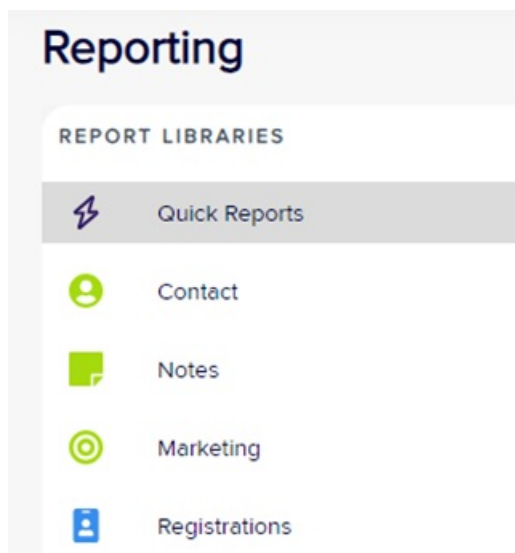 Reporting
REPORT LIBRARIES
Quick Reports
Contact
Notes
Marketing
Registrations